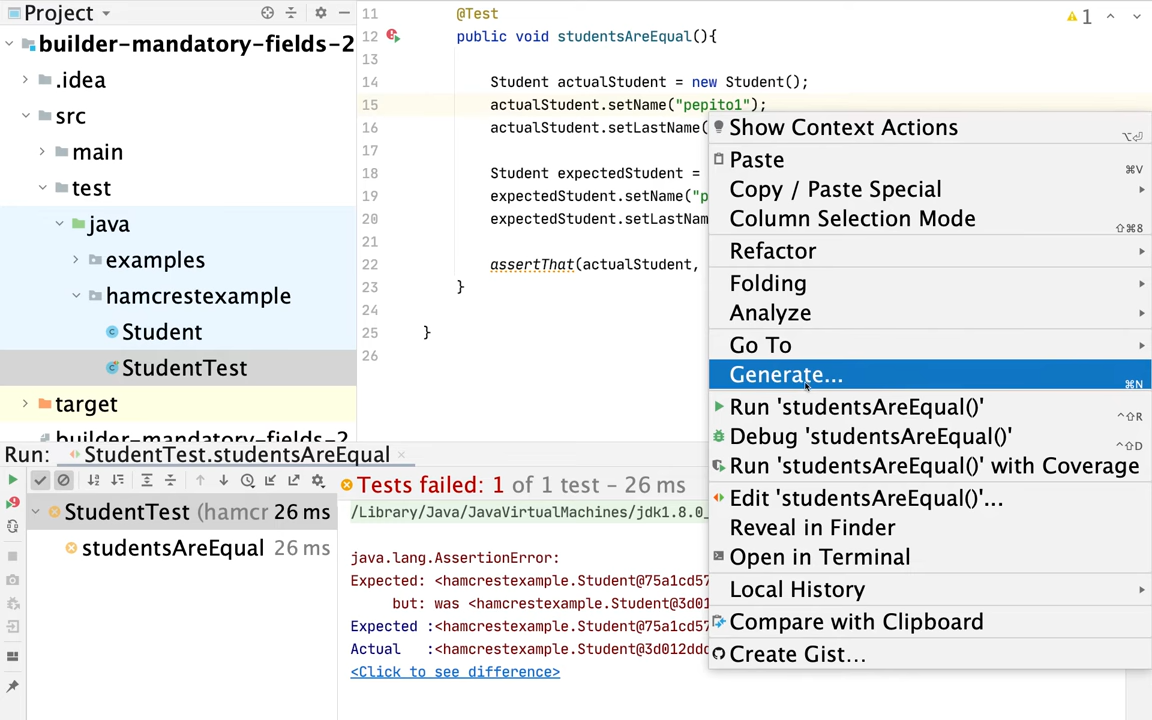 Project
builder-mandatory-fields-2
.idea
src
main
test
java
examples
hamcrestexample
Student
StudentTest
target
builder-mandatory-fields-2
11 @Test
12 public void studentsAreEqual(){
13
14 Student actualStudent = new Student();
15 actualStudent.setName("pepito1");
16 actualStudent.setLastName(
17
18 Student expectedStudent =
19 expectedStudent.setName("p
20 expectedStudent.setLastNam
21
22 assertThat(actualStudent,
23 }
24
25 }
26
1
Show Context Actions ⌥⏎
Paste ⌘V
Copy / Paste Special
Column Selection Mode ⇧⌘8
Refactor
Folding
Analyze
Go To
Generate... ⌘N
Run 'studentsAreEqual()' ^⇧R
Debug 'studentsAreEqual()' ^⇧D
Run 'studentsAreEqual()' with Coverage
Edit 'studentsAreEqual()'...
Reveal in Finder
Open in Terminal
Local History
Compare with Clipboard
Create Gist...
Run: StudentTest.studentsAreEqual
Tests failed: 1 of 1 test – 26 ms
StudentTest (hamcr 26 ms
studentsAreEqual 26 ms
/Library/Java/JavaVirtualMachines/jdk1.8.0_
java.lang.AssertionError:
Expected: <hamcrestexample.Student@75a1cd57
but: was <hamcrestexample.Student@3d01
Expected :<hamcrestexample.Student@75a1cd57
Actual :<hamcrestexample.Student@3d012ddd
<Click to see difference>